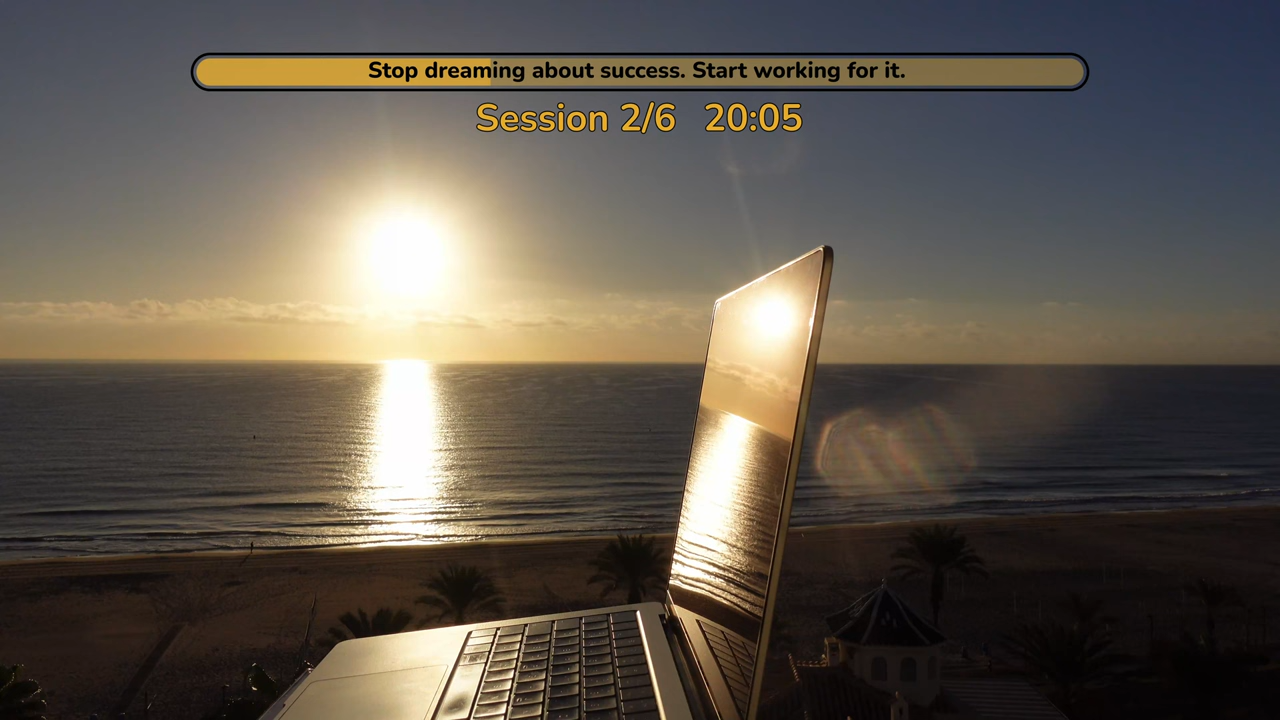 Stop dreaming about success. Start working for it.
Session 2/6 20:05